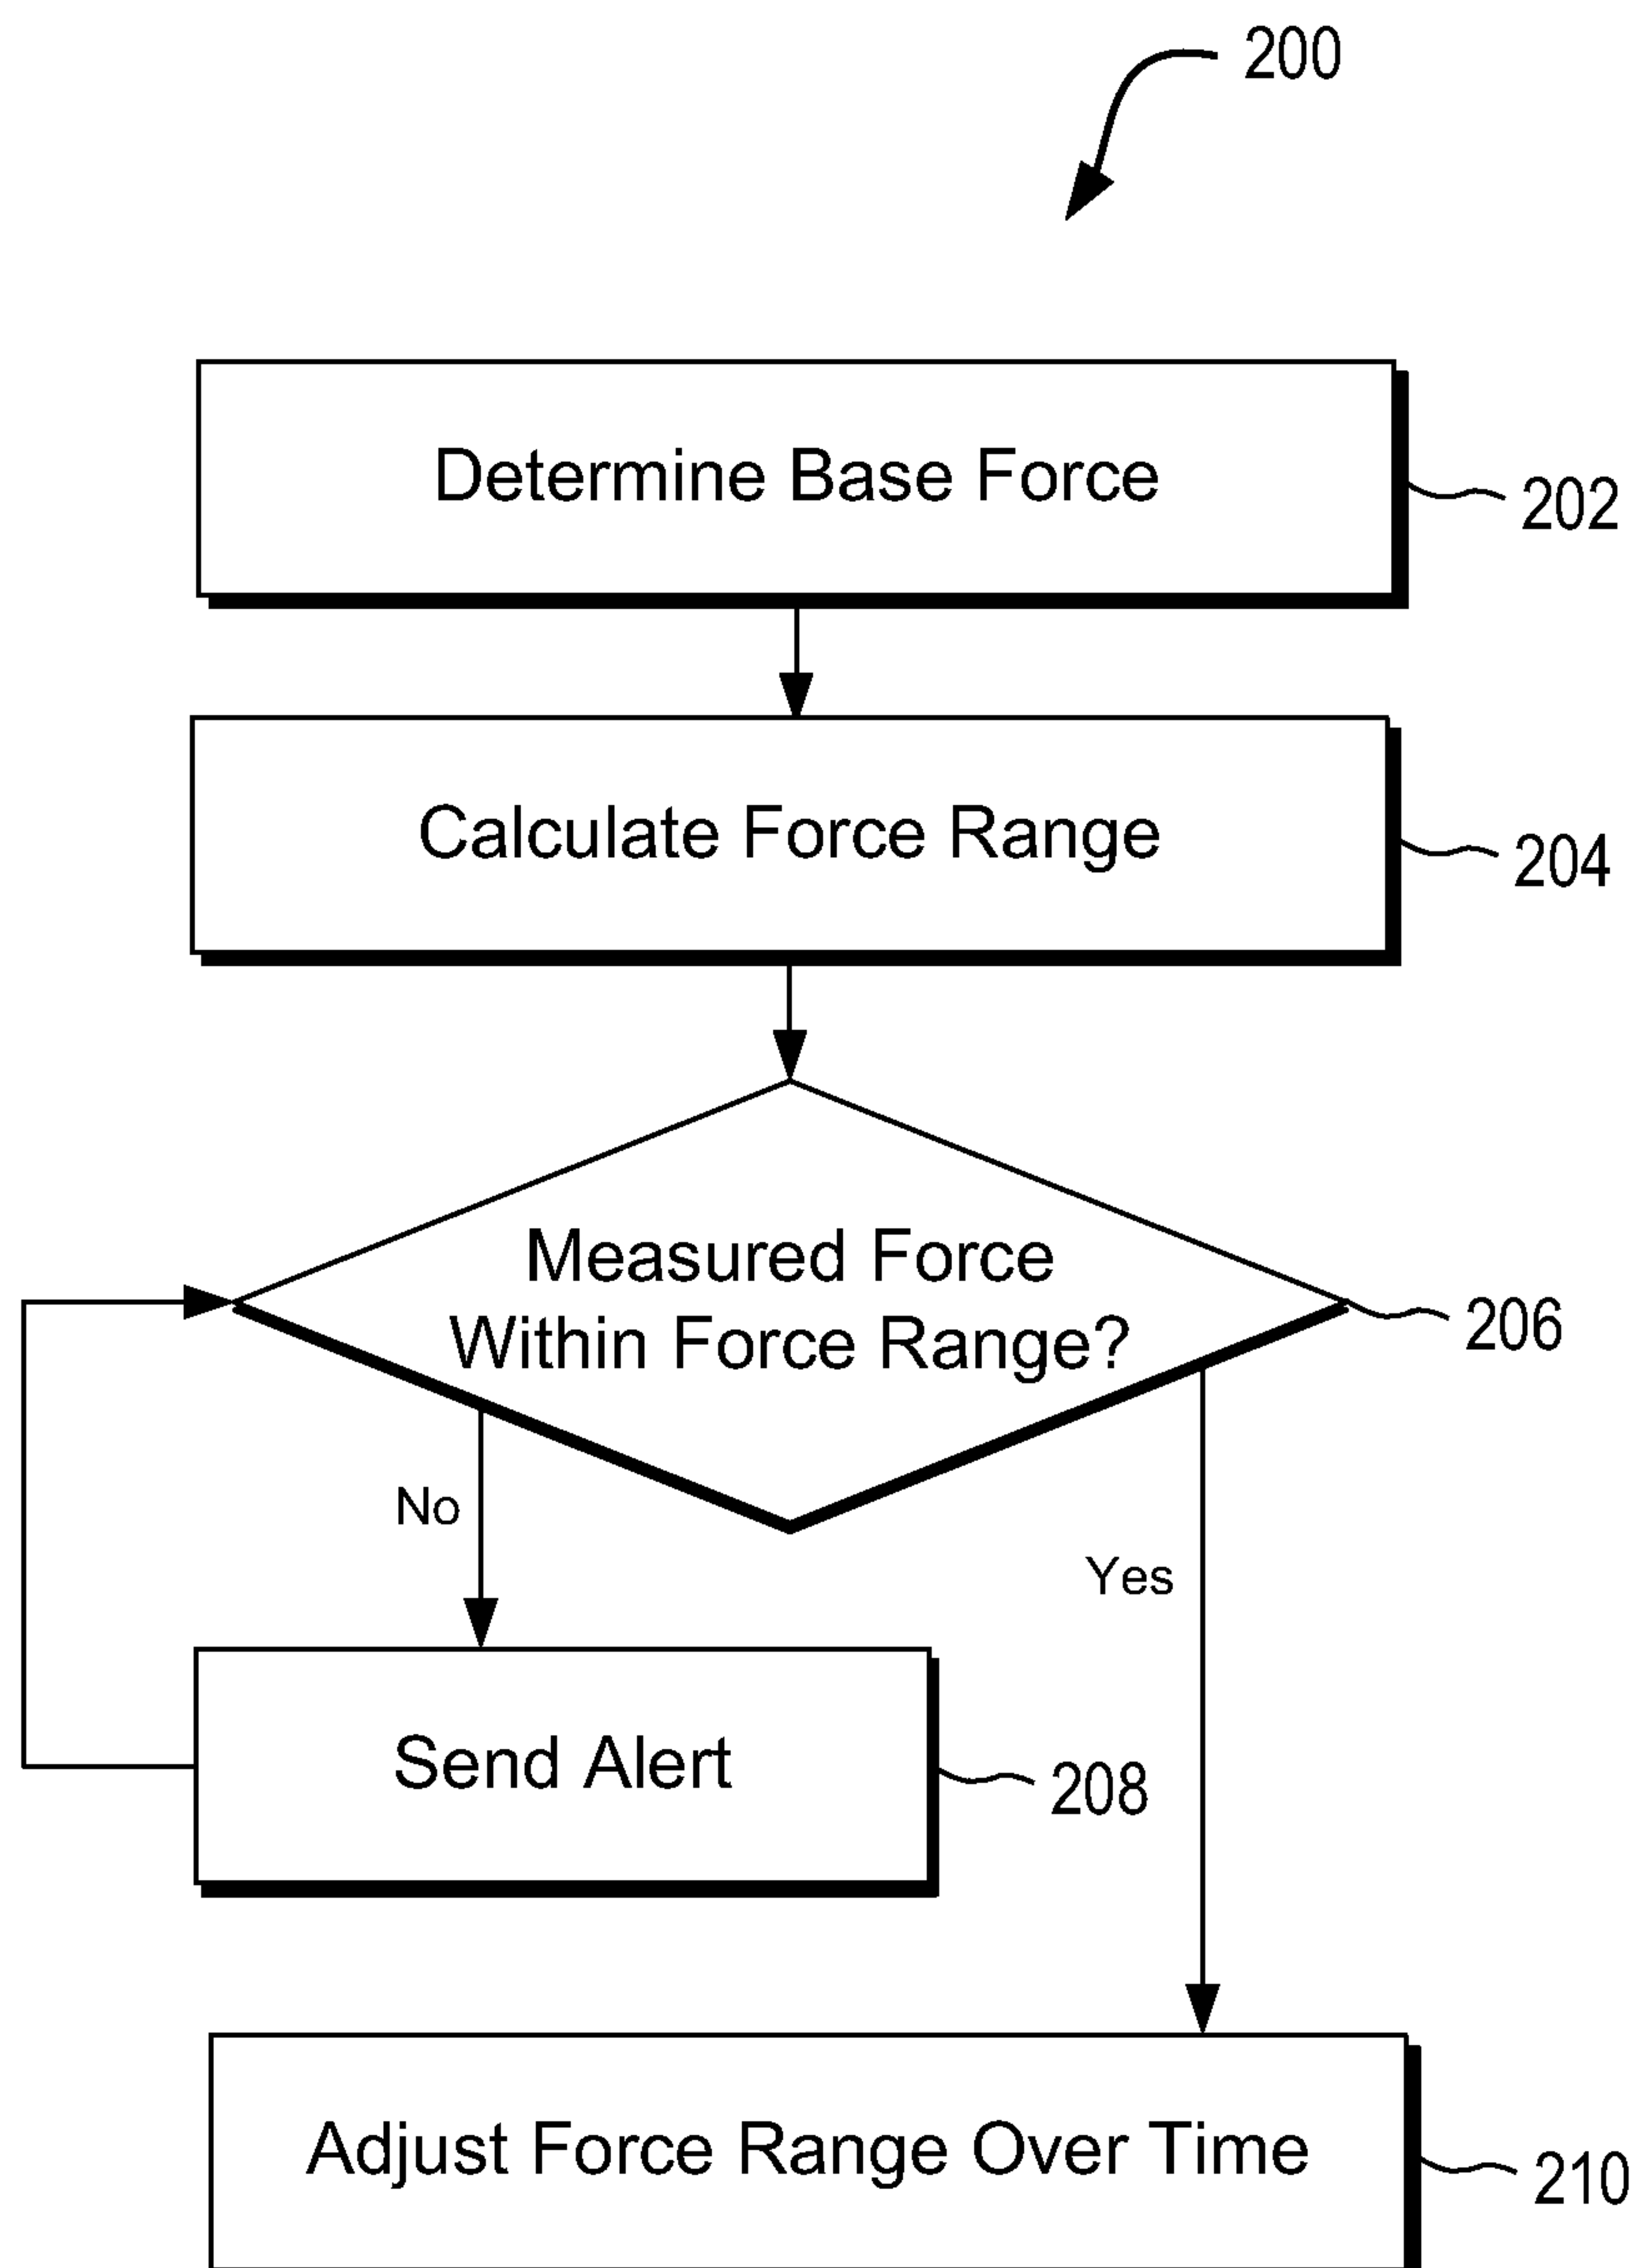 200
Determine Base Force
202
Calculate Force Range
204
Measured Force
Within Force Range?
206
No
Yes
Send Alert
208
Adjust Force Range Over Time
210